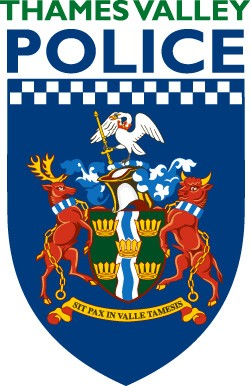 THAMES VALLEY
POLICE
SIT PAX IN VALLE TAMESIS